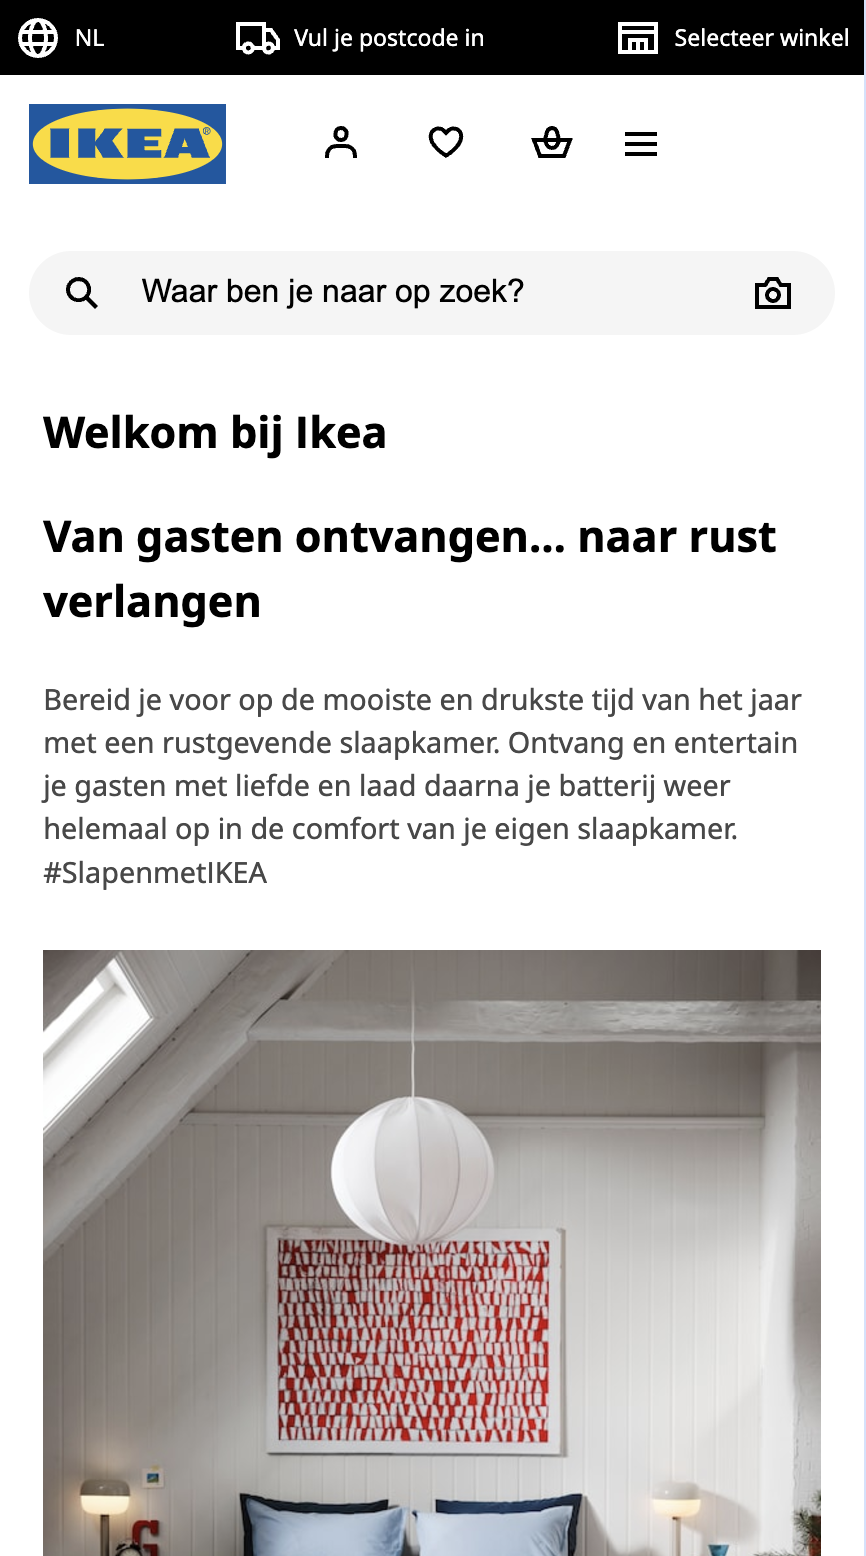 NL
Vul je postcode in
Selecteer winkel
IKEA®
Waar ben je naar op zoek?
Welkom bij Ikea
Van gasten ontvangen... naar rust
verlangen
Bereid je voor op de mooiste en drukste tijd van het jaar
met een rustgevende slaapkamer. Ontvang en entertain
je gasten met liefde en laad daarna je batterij weer
helemaal op in de comfort van je eigen slaapkamer.
#SlapenmetIKEA